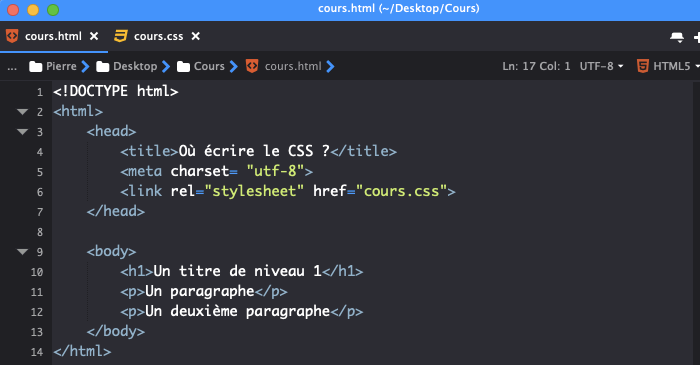 cours.html (~/Desktop/Cours)
cours.html cours.css
... Pierre Desktop Cours cours.html Ln: 17 Col: 1 UTF-8 HTML5
1 <!DOCTYPE html>
2 <html>
3 <head>
4 <title>Où écrire le CSS ?</title>
5 <meta charset= "utf-8">
6 <link rel="stylesheet" href="cours.css">
7 </head>
8
9 <body>
10 <h1>Un titre de niveau 1</h1>
11 <p>Un paragraphe</p>
12 <p>Un deuxième paragraphe</p>
13 </body>
14 </html>